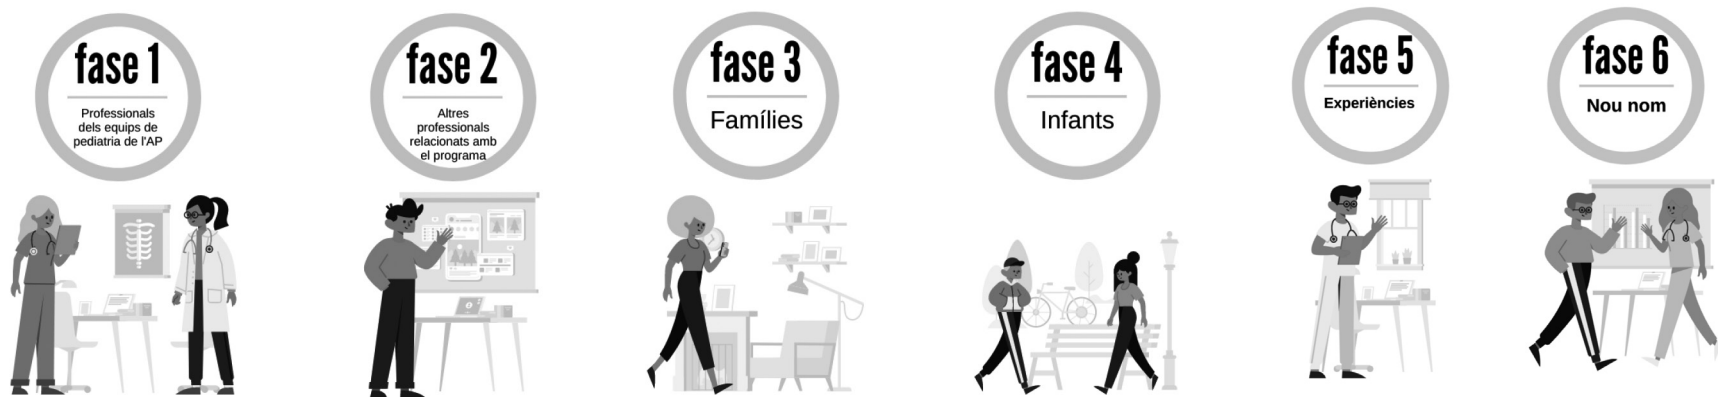 fase 1
Professionals
dels equips de
pediatria de l'AP
fase 2
Altres
professionals
relacionats amb
el programa
fase 3
Famílies
fase 4
Infants
fase 5
Experiències
fase 6
Nou nom